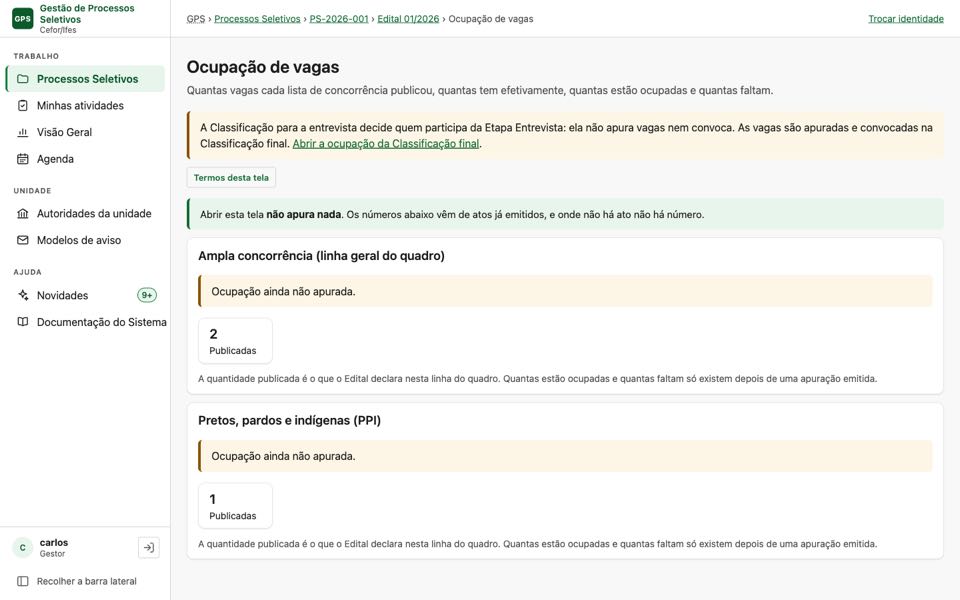 GPS
Gestão de Processos
Seletivos
Cefor/Ifes
GPS › Processos Seletivos › PS-2026-001 › Edital 01/2026 › Ocupação de vagas
Trocar identidade
TRABALHO
Processos Seletivos
Minhas atividades
Visão Geral
Agenda
UNIDADE
Autoridades da unidade
Modelos de aviso
AJUDA
Novidades 9+
Documentação do Sistema
C
carlos
Gestor
Recolher a barra lateral
Ocupação de vagas
Quantas vagas cada lista de concorrência publicou, quantas tem efetivamente, quantas estão ocupadas e quantas faltam.
A Classificação para a entrevista decide quem participa da Etapa Entrevista: ela não apura vagas nem convoca. As vagas são apuradas e convocadas na
Classificação final. Abrir a ocupação da Classificação final.
Termos desta tela
Abrir esta tela não apura nada. Os números abaixo vêm de atos já emitidos, e onde não há ato não há número.
Ampla concorrência (linha geral do quadro)
Ocupação ainda não apurada.
2
Publicadas
A quantidade publicada é o que o Edital declara nesta linha do quadro. Quantas estão ocupadas e quantas faltam só existem depois de uma apuração emitida.
Pretos, pardos e indígenas (PPI)
Ocupação ainda não apurada.
1
Publicadas
A quantidade publicada é o que o Edital declara nesta linha do quadro. Quantas estão ocupadas e quantas faltam só existem depois de uma apuração emitida.